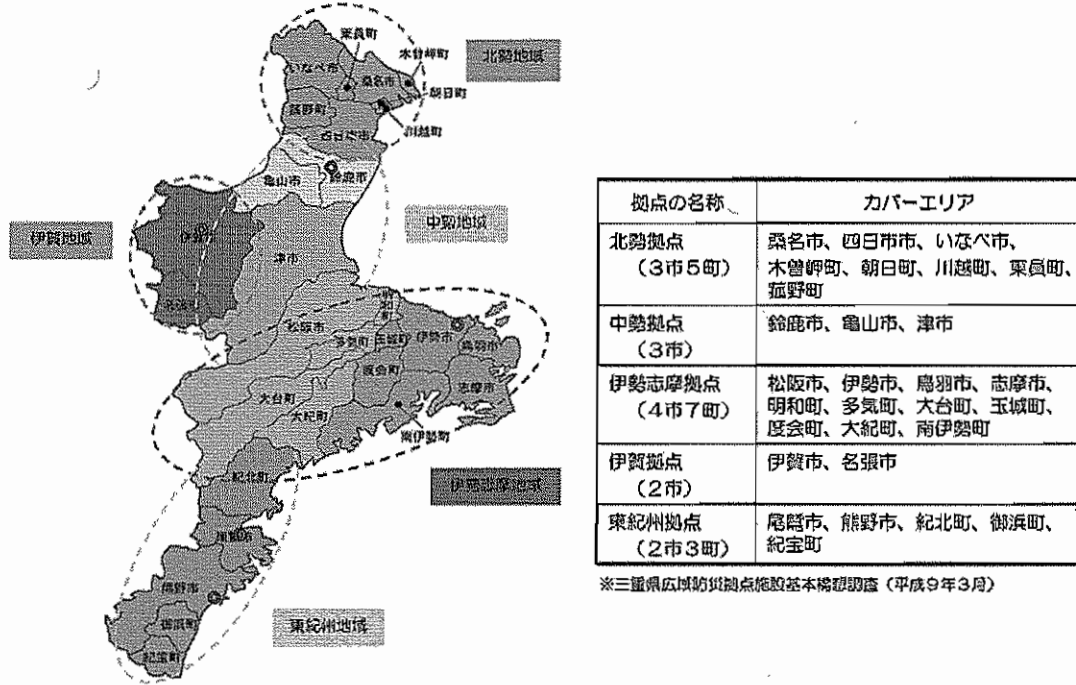 東員町
木曽岬町
北勢地域
いなべ市
桑名市
朝日町
菰野町
四日市市
川越町
亀山市
鈴鹿市
中勢地域
伊賀地域
伊賀市
津市
名張市
明和町
松阪市
多気町
玉城町
伊勢市
鳥羽市
度会町
志摩市
大台町
大紀町
南伊勢町
紀北町
伊勢志摩地域
尾鷲市
熊野市
御浜町
東紀州地域
紀宝町
拠点の名称 カバーエリア
北勢拠点
(3市5町)
桑名市、四日市市、いなべ市、
木曽岬町、朝日町、川越町、東員町、
菰野町
中勢拠点
(3市)
鈴鹿市、亀山市、津市
伊勢志摩拠点
(4市7町)
松阪市、伊勢市、鳥羽市、志摩市、
明和町、多気町、大台町、玉城町、
度会町、大紀町、南伊勢町
伊賀拠点
(2市)
伊賀市、名張市
東紀州拠点
(2市3町)
尾鷲市、熊野市、紀北町、御浜町、
紀宝町
※三重県広域防災拠点施設基本構想調査(平成9年3月)